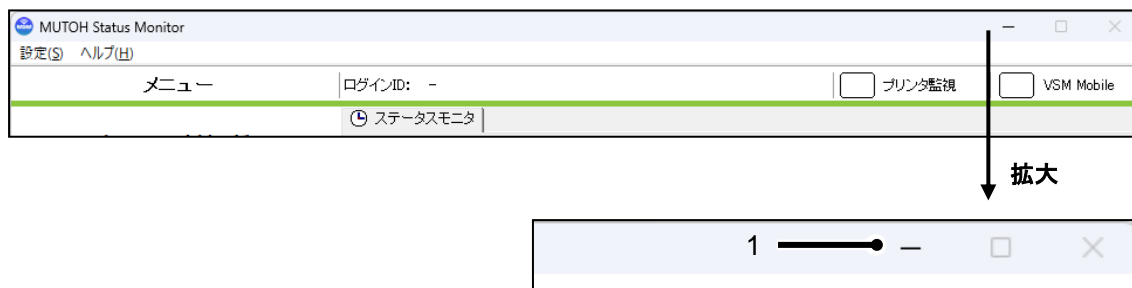 MUTOH Status Monitor
設定(S) ヘルプ(H)
メニュー ログインID: - プリンタ監視 VSM Mobile
ステータスモニタ
拡大
1